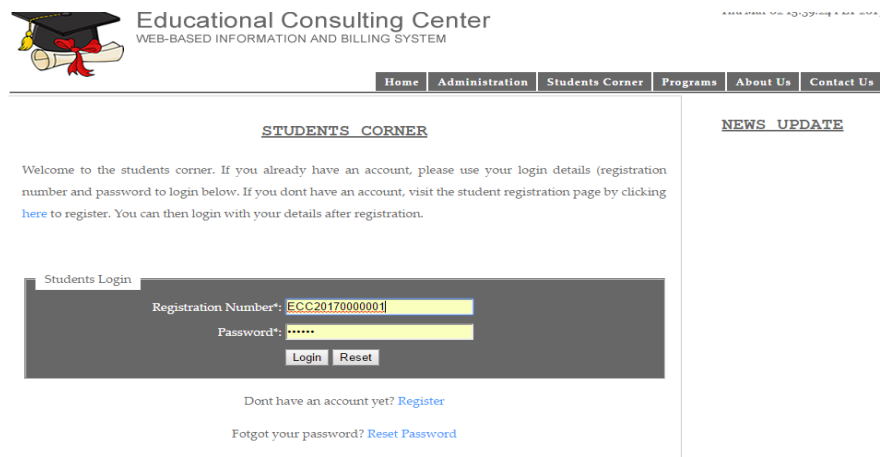 Educational Consulting Center
WEB-BASED INFORMATION AND BILLING SYSTEM
Home Administration Students Corner Programs About Us Contact Us
STUDENTS CORNER
Welcome to the students corner. If you already have an account, please use your login details (registration
number and password to login below. If you dont have an account, visit the student registration page by clicking
here to register. You can then login with your details after registration.
Students Login
Registration Number*: ECC20170000001
Password*: ••••••
Login Reset
Dont have an account yet? Register
Fotgot your password? Reset Password
NEWS UPDATE